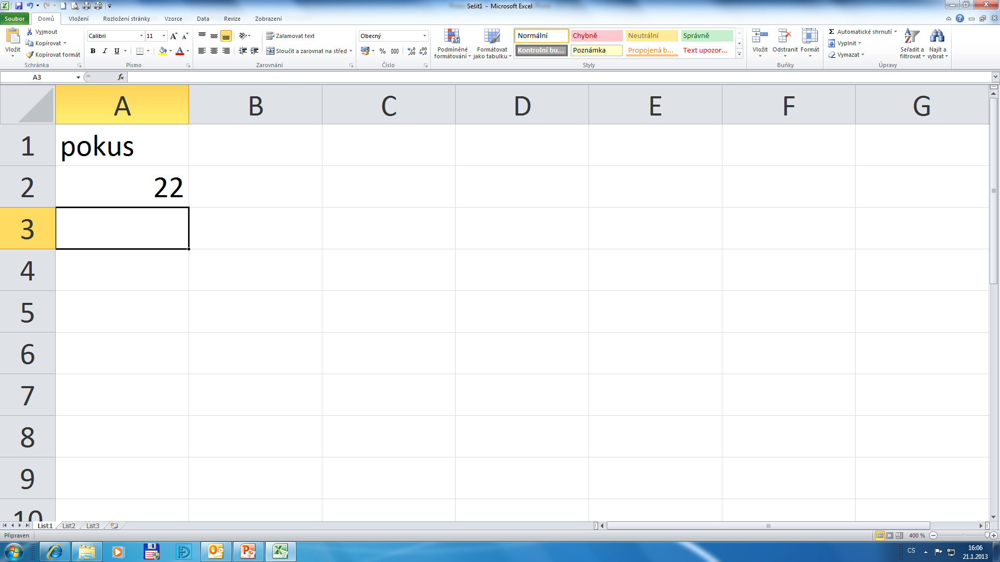 Sešit1 - Microsoft Excel
Soubor Domů Vložení Rozložení stránky Vzorce Data Revize Zobrazení
Vložit
Vyjmout
Kopírovat
Kopírovat formát
Schránka
Calibri 11
B I U A
Písmo
Zalamovat text
Sloučit a zarovnat na střed
Zarovnání
Obecný
% 000
Číslo
Podmíněné formátování
Formátovat jako tabulku
Normální Chybně Neutrální Správně
Kontrolní bu... Poznámka Propojená b... Text upozor...
Styly
Vložit Odstranit Formát
Buňky
Σ Automatické shrnutí
Vyplnit
Vymazat
Seřadit a filtrovat
Najít a vybrat
Úpravy
A3 fx
A B C D E F G
1 pokus
2 22
3
4
5
6
7
8
9
10
List1 List2 List3
Připraven 400 %
CS 16:06
21.1.2013